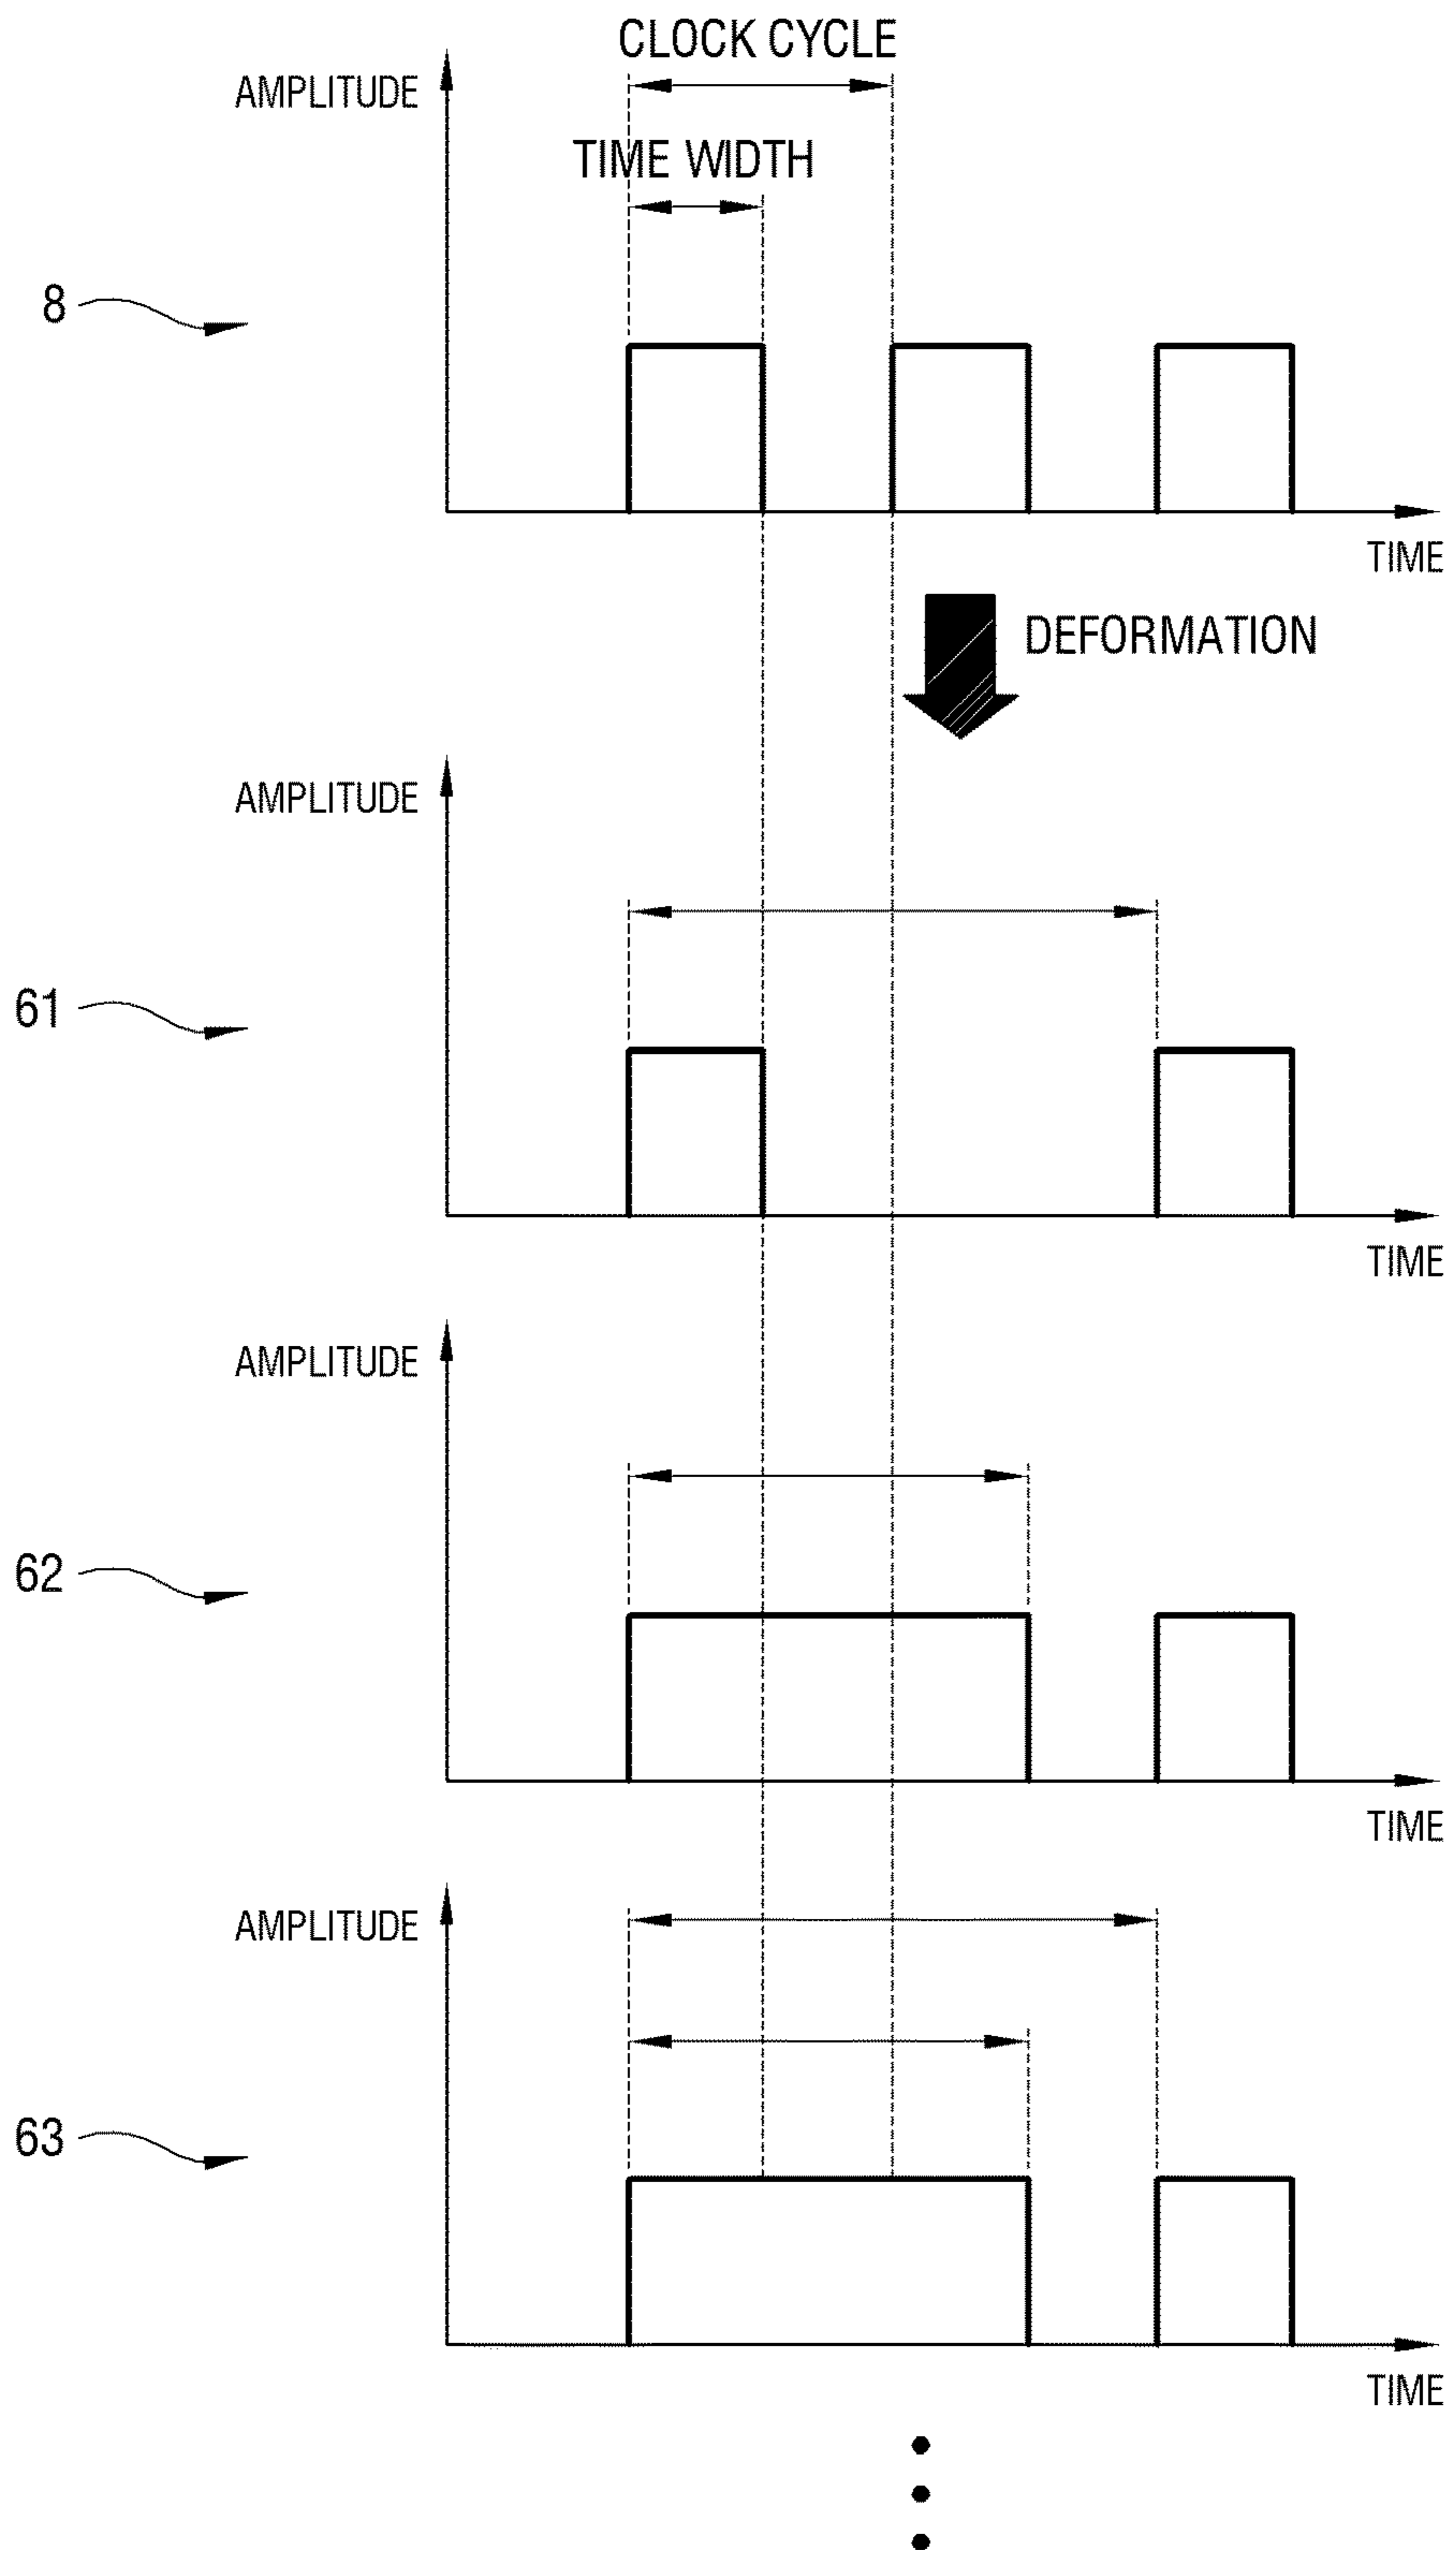 CLOCK CYCLE
AMPLITUDE
TIME WIDTH
8
TIME
DEFORMATION
AMPLITUDE
61
TIME
AMPLITUDE
62
TIME
AMPLITUDE
63
TIME